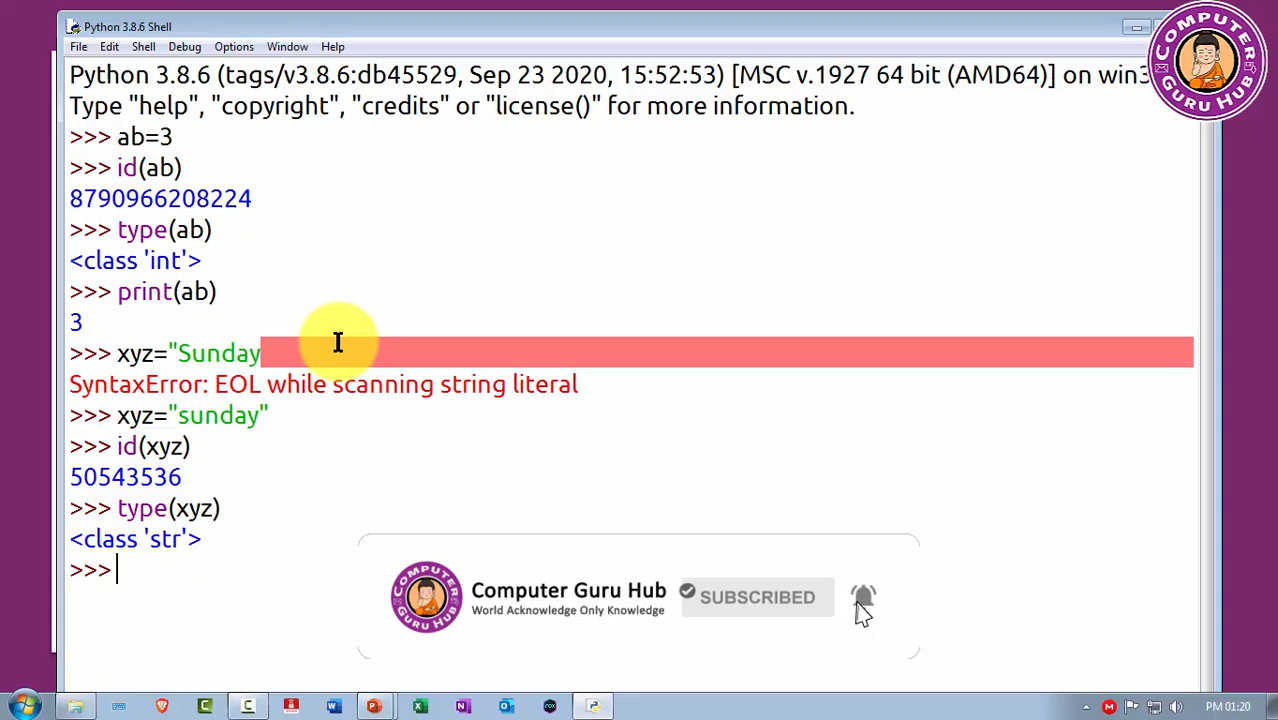 Python 3.8.6 Shell
File Edit Shell Debug Options Window Help
Python 3.8.6 (tags/v3.8.6:db45529, Sep 23 2020, 15:52:53) [MSC v.1927 64 bit (AMD64)] on
Type "help", "copyright", "credits" or "license()" for more information.
>>> ab=3
>>> id(ab)
8790966208224
>>> type(ab)
<class 'int'>
>>> print(ab)
3
>>> xyz="Sunday
SyntaxError: EOL while scanning string literal
>>> xyz="sunday"
>>> id(xyz)
50543536
>>> type(xyz)
<class 'str'>
>>>
COMPUTER
GURU HUB
COMPUTER
GURU HUB
Computer Guru Hub
World Acknowledge Only Knowledge
SUBSCRIBED
PM 01:20